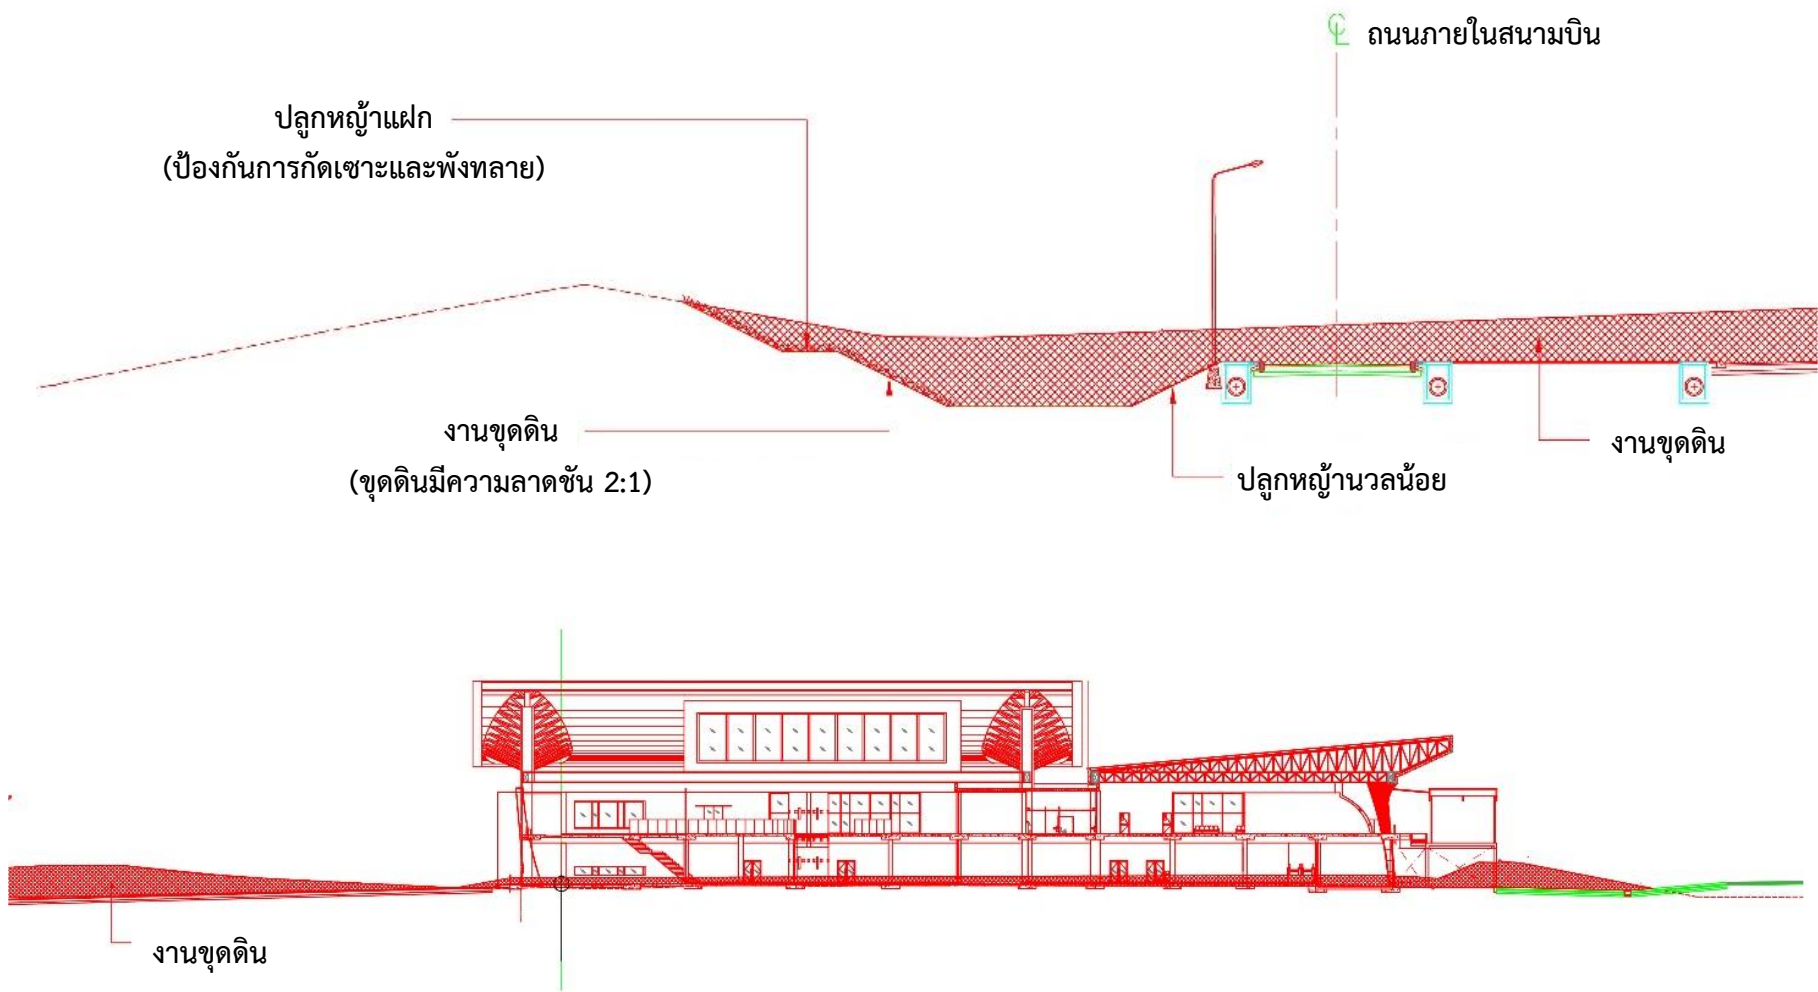 ℄ ถนนภายในสนามบิน
ปลูกหญ้าแฝก
(ป้องกันการกัดเซาะและพังทลาย)
งานขุดดิน
(ขุดดินมีความลาดชัน 2:1)
งานขุดดิน
ปลูกหญ้านวลน้อย
งานขุดดิน